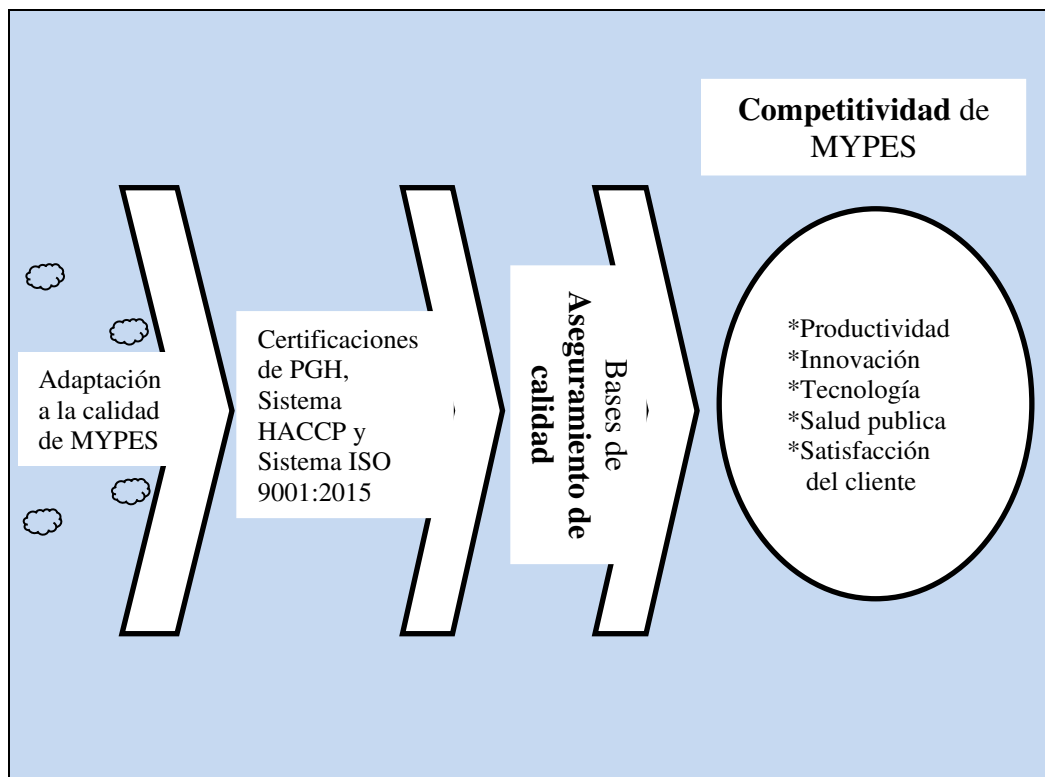 Competitividad de
MYPES
Adaptación
a la calidad
de MYPES
Certificaciones
de PGH,
Sistema
HACCP y
Sistema ISO
9001:2015
Bases de
Aseguramiento de
calidad
*Productividad
*Innovación
*Tecnología
*Salud publica
*Satisfacción
del cliente